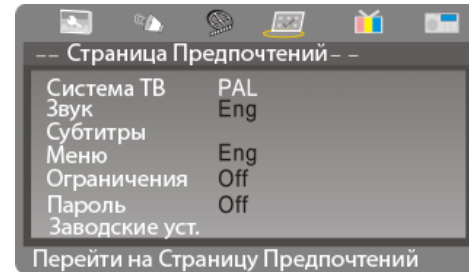 -- Страница Предпочтений--
Система ТВ PAL
Звук Eng
Субтитры
Меню Eng
Ограничения Off
Пароль Off
Заводские уст.
Перейти на Страницу Предпочтений